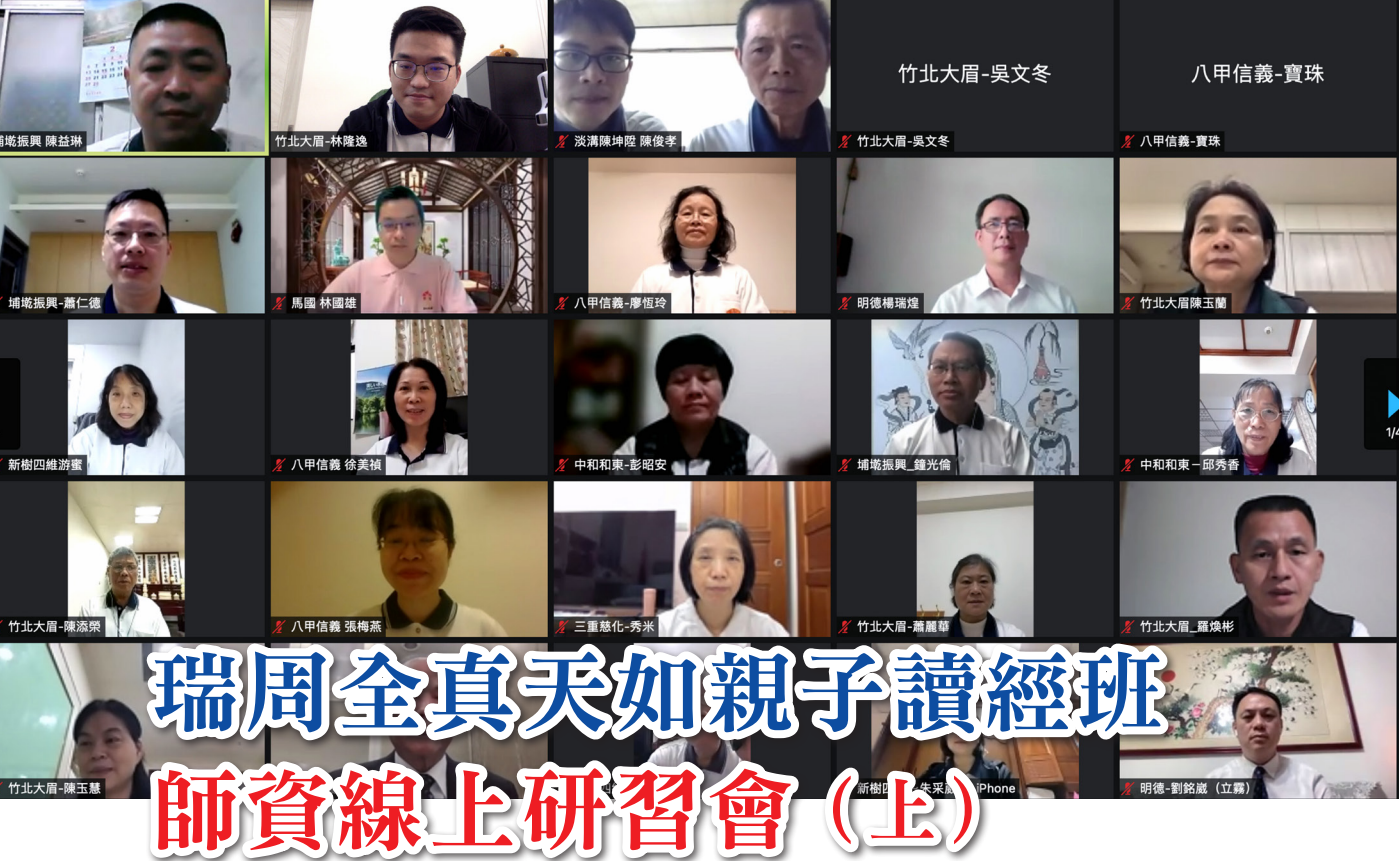 埔墘振興 陳益琳
竹北大眉-林隆逸
淡溝陳坤陞 陳俊孝
竹北大眉-吳文冬
竹北大眉-吳文冬
八甲信義-寶珠
八甲信義-寶珠
埔墘振興-蕭仁德
馬國 林國雄
八甲信義-廖恆玲
明德楊瑞煌
竹北大眉陳玉蘭
新樹四維游蜜
八甲信義 徐美禎
中和和東-彭昭安
埔墘振興_鐘光倫
中和和東－邱秀香
1/4
竹北大眉-陳添榮
八甲信義 張梅燕
三重慈化-秀米
竹北大眉-蕭麗華
竹北大眉_羅煥彬
竹北大眉-陳玉慧
新樹四
朱采
iPhone
明德-劉銘崴（立霧）
瑞周全真天如親子讀經班
師資線上研習會（上）